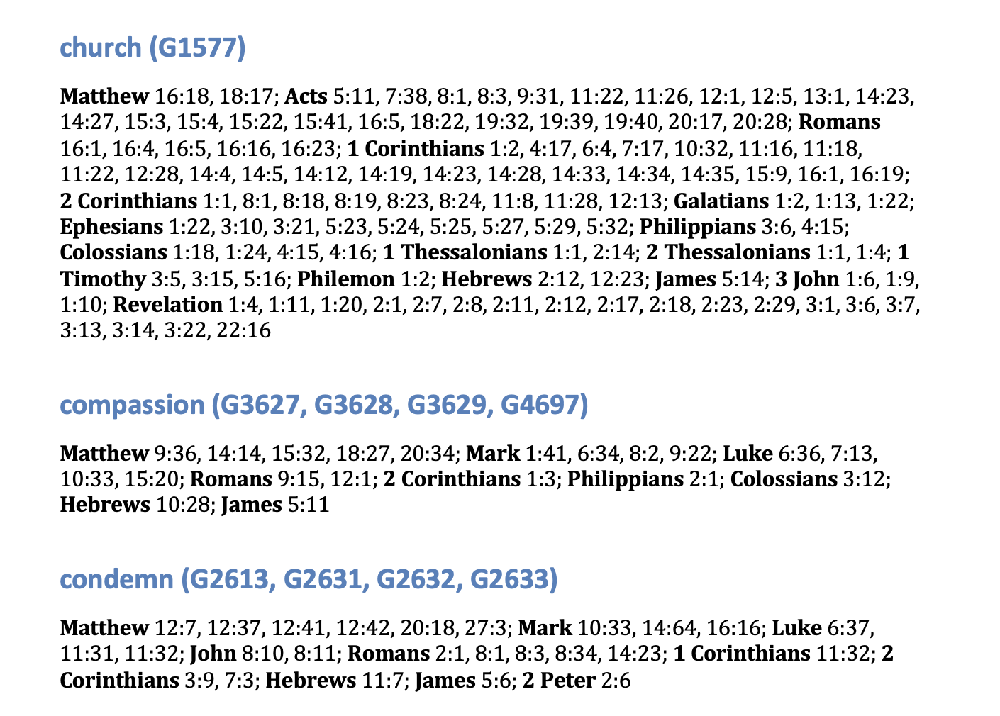 church (G1577)
Matthew 16:18, 18:17; Acts 5:11, 7:38, 8:1, 8:3, 9:31, 11:22, 11:26, 12:1, 12:5, 13:1, 14:23,
14:27, 15:3, 15:4, 15:22, 15:41, 16:5, 18:22, 19:32, 19:39, 19:40, 20:17, 20:28; Romans
16:1, 16:4, 16:5, 16:16, 16:23; 1 Corinthians 1:2, 4:17, 6:4, 7:17, 10:32, 11:16, 11:18,
11:22, 12:28, 14:4, 14:5, 14:12, 14:19, 14:23, 14:28, 14:33, 14:34, 14:35, 15:9, 16:1, 16:19;
2 Corinthians 1:1, 8:1, 8:18, 8:19, 8:23, 8:24, 11:8, 11:28, 12:13; Galatians 1:2, 1:13, 1:22;
Ephesians 1:22, 3:10, 3:21, 5:23, 5:24, 5:25, 5:27, 5:29, 5:32; Philippians 3:6, 4:15;
Colossians 1:18, 1:24, 4:15, 4:16; 1 Thessalonians 1:1, 2:14; 2 Thessalonians 1:1, 1:4; 1
Timothy 3:5, 3:15, 5:16; Philemon 1:2; Hebrews 2:12, 12:23; James 5:14; 3 John 1:6, 1:9,
1:10; Revelation 1:4, 1:11, 1:20, 2:1, 2:7, 2:8, 2:11, 2:12, 2:17, 2:18, 2:23, 2:29, 3:1, 3:6, 3:7,
3:13, 3:14, 3:22, 22:16
compassion (G3627, G3628, G3629, G4697)
Matthew 9:36, 14:14, 15:32, 18:27, 20:34; Mark 1:41, 6:34, 8:2, 9:22; Luke 6:36, 7:13,
10:33, 15:20; Romans 9:15, 12:1; 2 Corinthians 1:3; Philippians 2:1; Colossians 3:12;
Hebrews 10:28; James 5:11
condemn (G2613, G2631, G2632, G2633)
Matthew 12:7, 12:37, 12:41, 12:42, 20:18, 27:3; Mark 10:33, 14:64, 16:16; Luke 6:37,
11:31, 11:32; John 8:10, 8:11; Romans 2:1, 8:1, 8:3, 8:34, 14:23; 1 Corinthians 11:32; 2
Corinthians 3:9, 7:3; Hebrews 11:7; James 5:6; 2 Peter 2:6